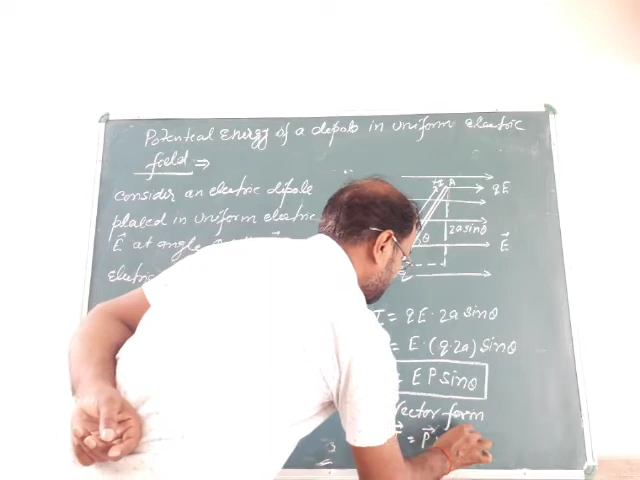 Potential Energy of a dipole in uniform electric
field ⇒
consider an electric dipole
placed in uniform electric
E⃗ at angle
electric
A
qE
2a sinθ
θ
E⃗
= qE · 2a sinθ
= E · (q·2a) sinθ
= EP sinθ
Vector form
= P⃗